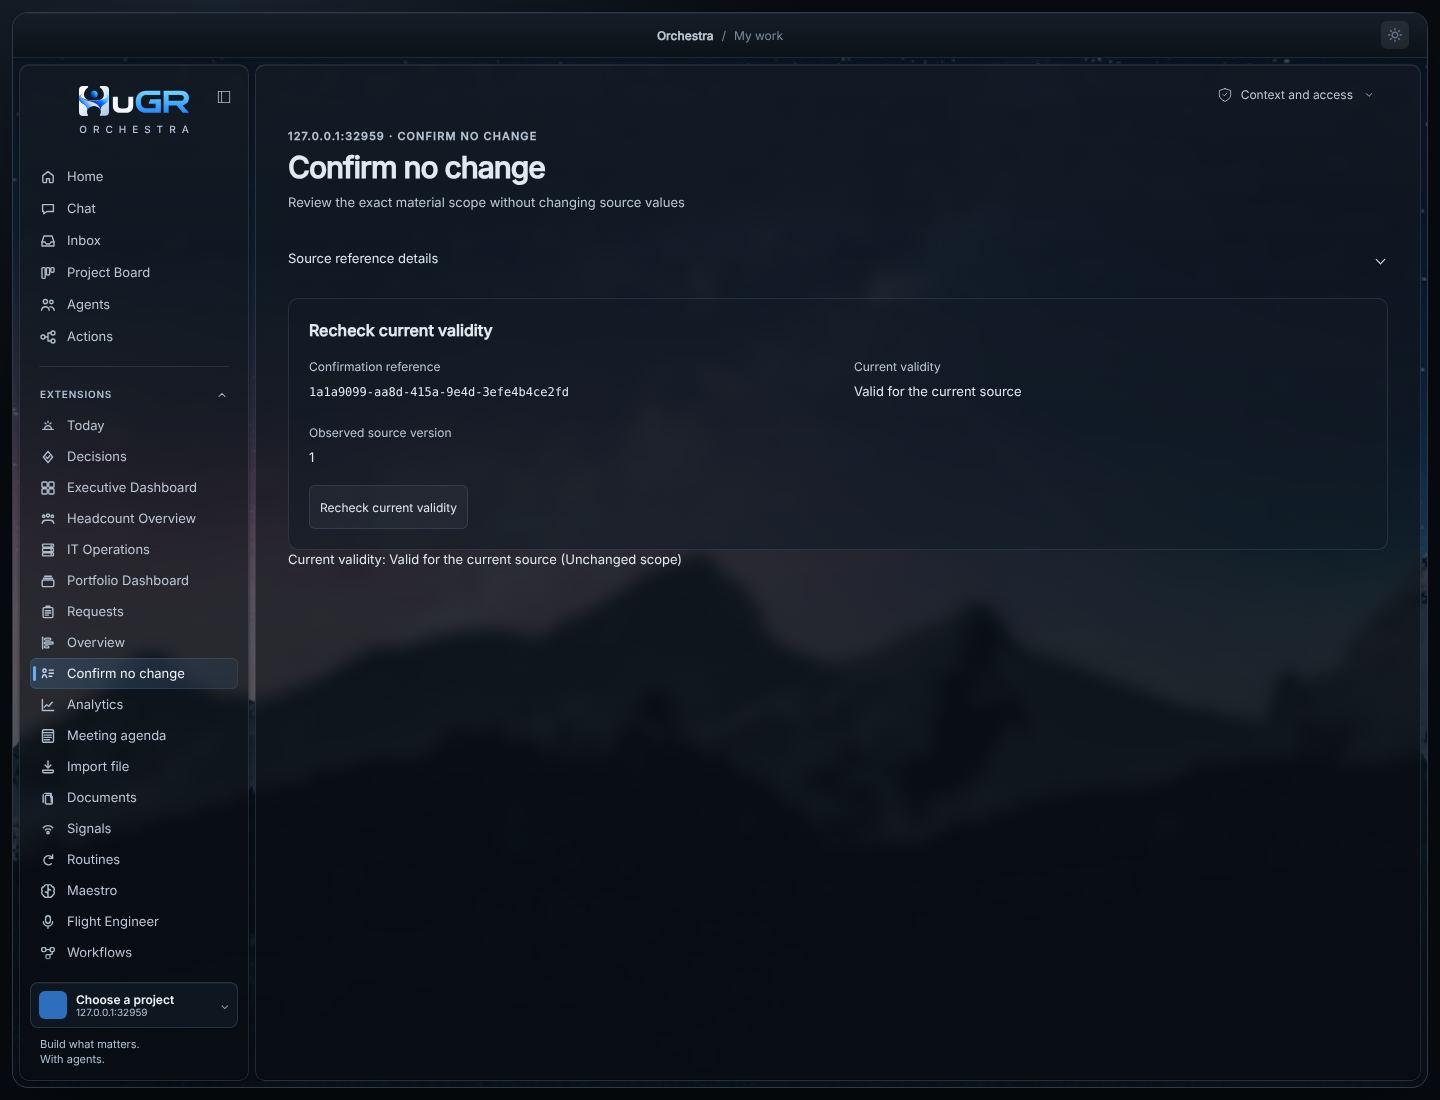 Orchestra / My work
HuGR
ORCHESTRA
Home
Chat
Inbox
Project Board
Agents
Actions
EXTENSIONS
Today
Decisions
Executive Dashboard
Headcount Overview
IT Operations
Portfolio Dashboard
Requests
Overview
Confirm no change
Analytics
Meeting agenda
Import file
Documents
Signals
Routines
Maestro
Flight Engineer
Workflows
Choose a project
127.0.0.1:32959
Build what matters.
With agents.
Context and access
127.0.0.1:32959 · CONFIRM NO CHANGE
Confirm no change
Review the exact material scope without changing source values
Source reference details
Recheck current validity
Confirmation reference
1a1a9099-aa8d-415a-9e4d-3efe4b4ce2fd
Current validity
Valid for the current source
Observed source version
1
Recheck current validity
Current validity: Valid for the current source (Unchanged scope)